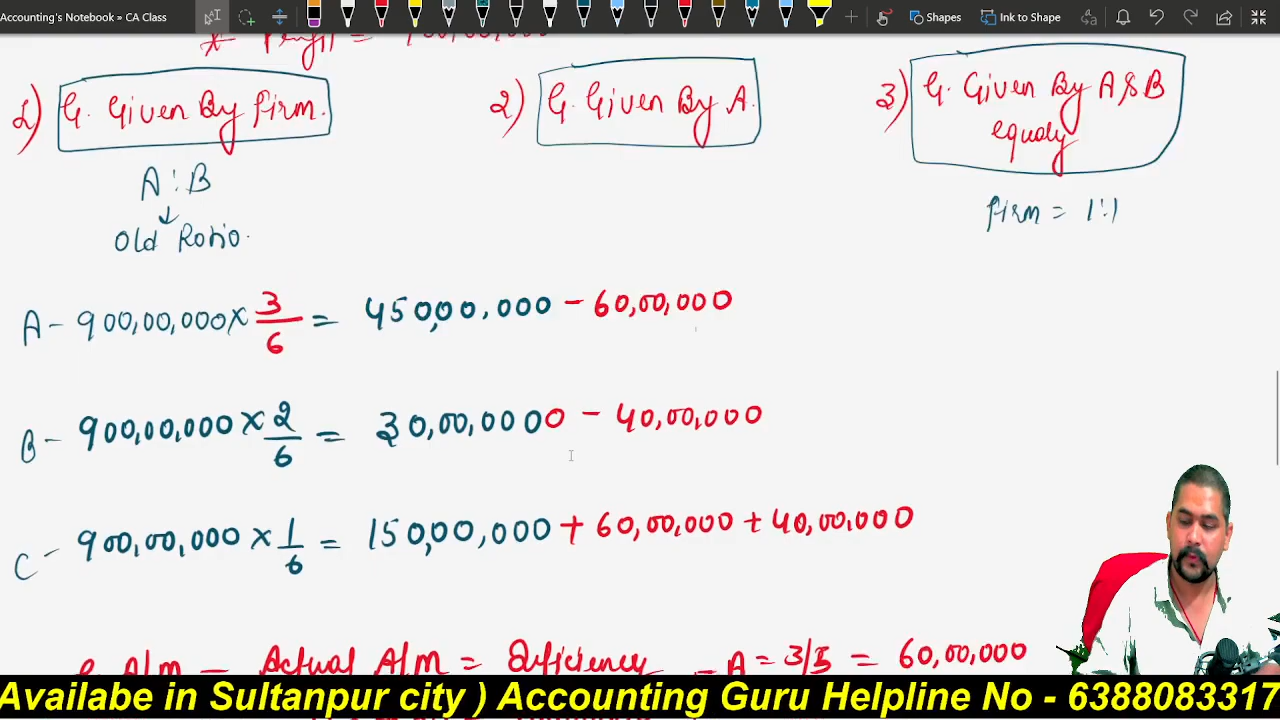 Accounting's Notebook » CA Class
Shapes
Ink to Shape
1) G. Given By Firm.
2) G. Given By A.
3) G. Given By A & B
equaly
A : B
Old Ratio.
Firm = 1:1
A - 900,00,000 × 3/6 = 450,00,000 - 60,00,000
B - 900,00,000 × 2/6 = 30,00,0000 - 40,00,000
C - 900,00,000 × 1/6 = 150,00,000 + 60,00,000 + 40,00,000
Actual A/M = Deficiency - A = 3/5 = 60,00,000
Availabe in Sultanpur city ) Accounting Guru Helpline No - 6388083317